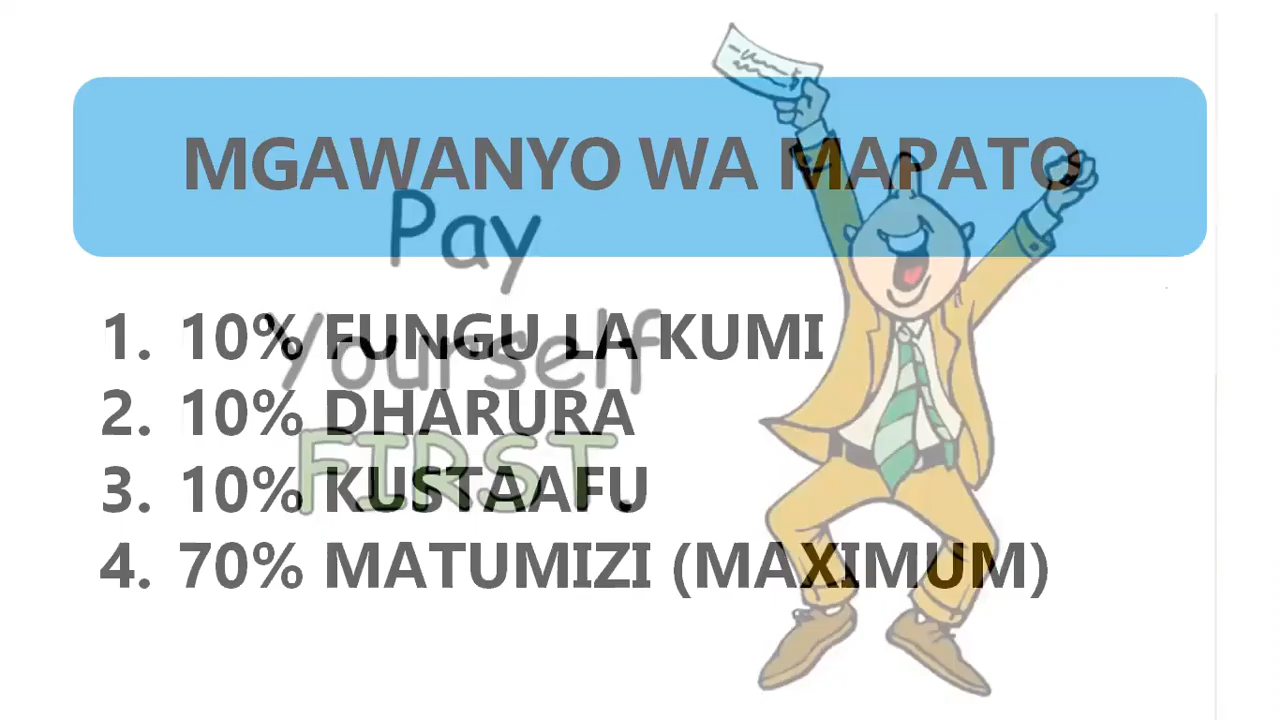 MGAWANYO WA MAPATO
Pay
Yourself
FIRST.
1. 10% FUNGU LA KUMI
2. 10% DHARURA
3. 10% KUSTAAFU
4. 70% MATUMIZI (MAXIMUM)